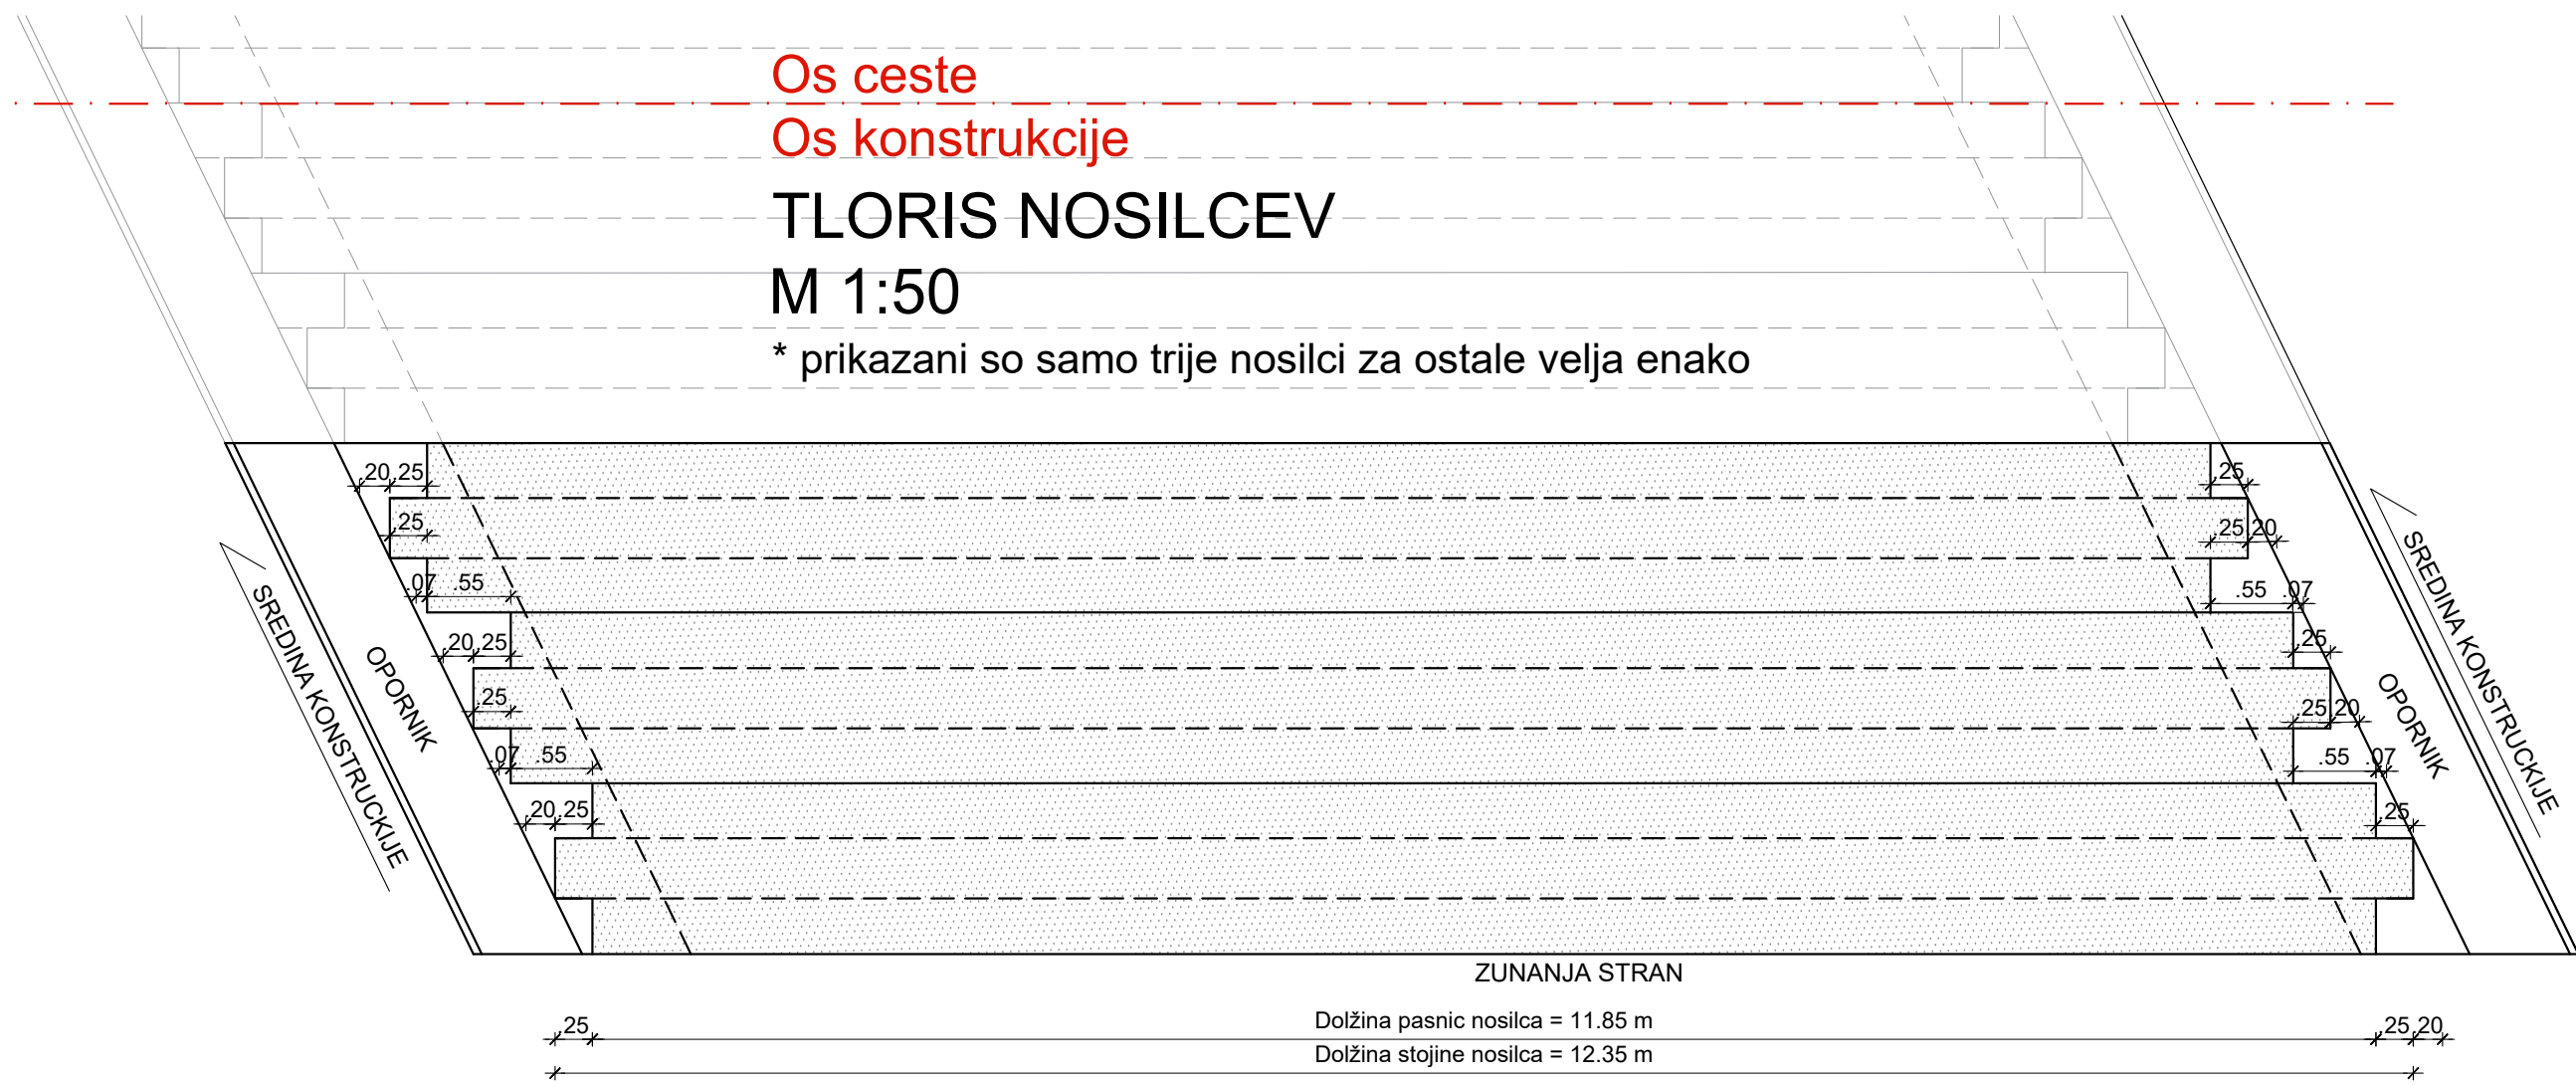 Os ceste
Os konstrukcije
TLORIS NOSILCEV
M 1:50
* prikazani so samo trije nosilci za ostale velja enako
.20 .25
.25
.25
.25 .20
.07 .55
.55 .07
.20 .25
.25
.25
.25 .20
.07 .55
.55 .07
.20 .25
.25
SREDINA KONSTRUCKIJE
OPORNIK
OPORNIK
SREDINA KONSTRUCKIJE
ZUNANJA STRAN
.25
Dolžina pasnic nosilca = 11.85 m
.25 .20
Dolžina stojine nosilca = 12.35 m